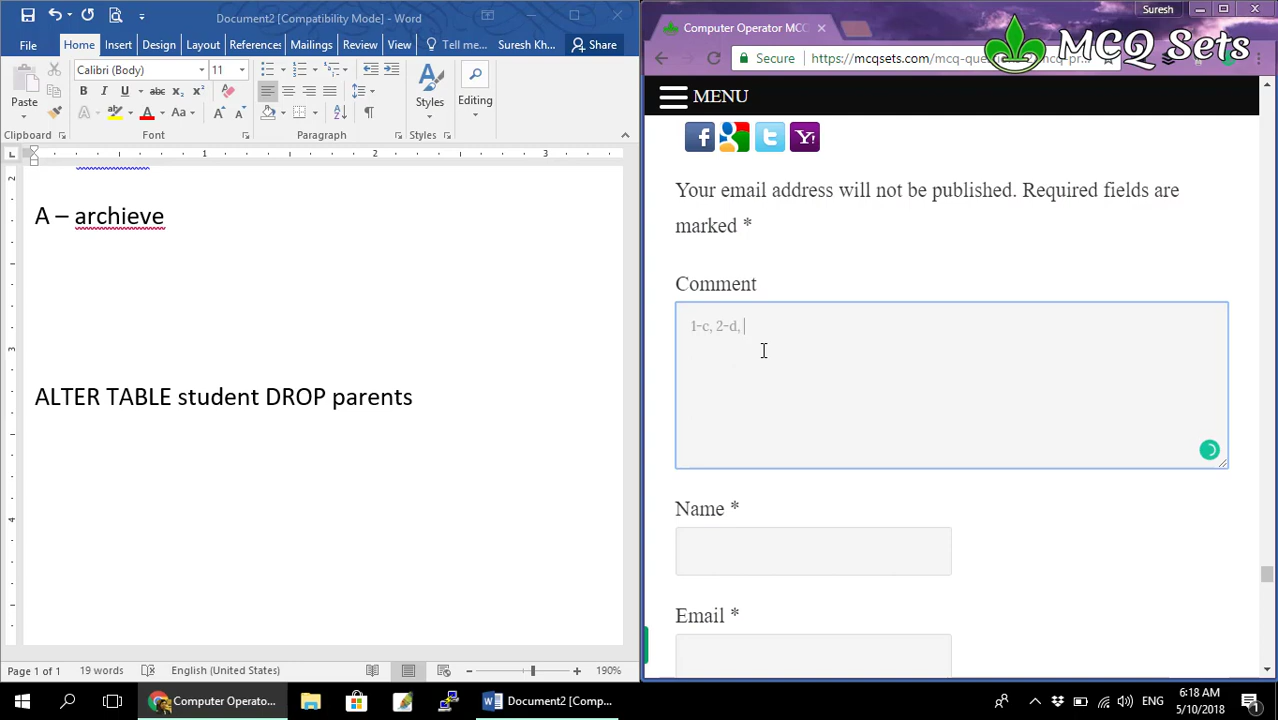 Document2 [Compatibility Mode] - Word
File Home Insert Design Layout References Mailings Review View Tell me... Suresh Kh... Share
Calibri (Body) 11
Paste
Styles
Editing
Clipboard Font Paragraph Styles
1 2 3
A – archieve
ALTER TABLE student DROP parents
Page 1 of 1 19 words English (United States) 190%
Suresh
Computer Operator MC
MCQ Sets
Secure https://mcqsets.com/mcq-que
MENU
Your email address will not be published. Required fields are
marked *
Comment
1-c, 2-d,
Name *
Email *
Computer Operato...
Document2 [Comp...
ENG
6:18 AM
5/10/2018